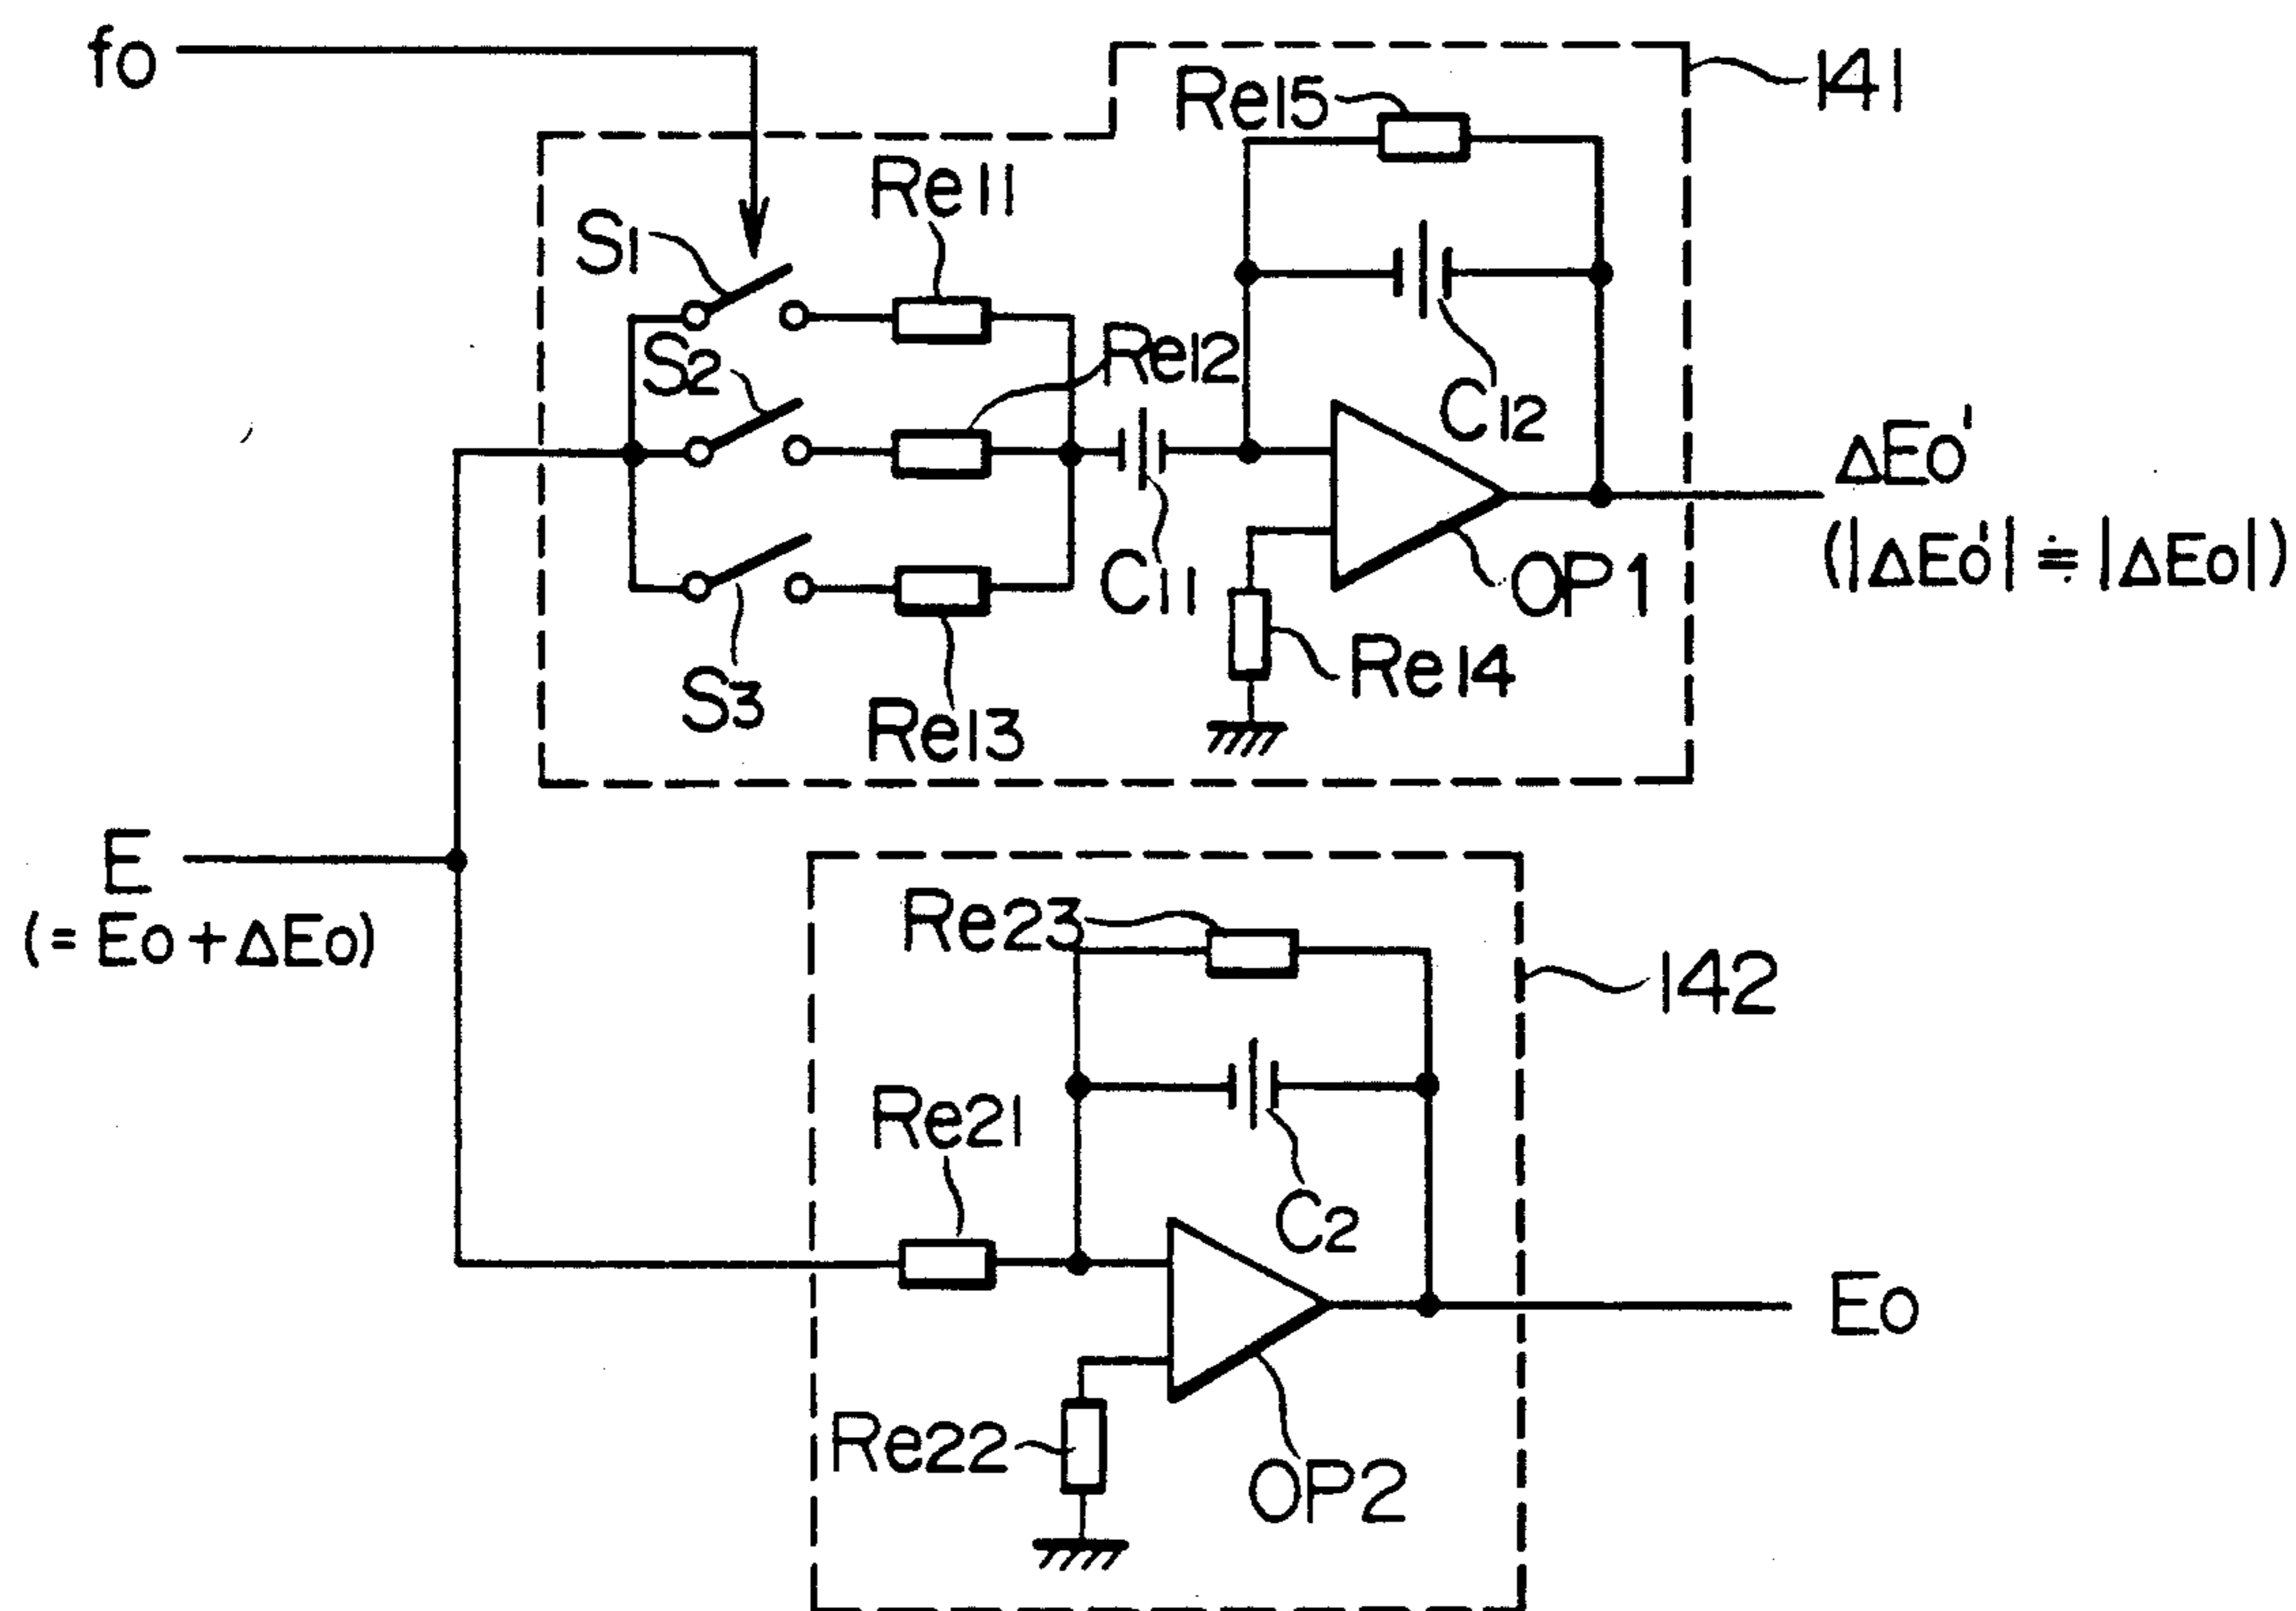 fo
141
Re15
Re11
S1
S2
Re12
C12
ΔEo'
(|ΔEo'| ≒ |ΔEo|)
C11
OP1
S3
Re14
Re13
E
(= Eo + ΔEo)
Re23
142
Re21
C2
Eo
Re22
OP2